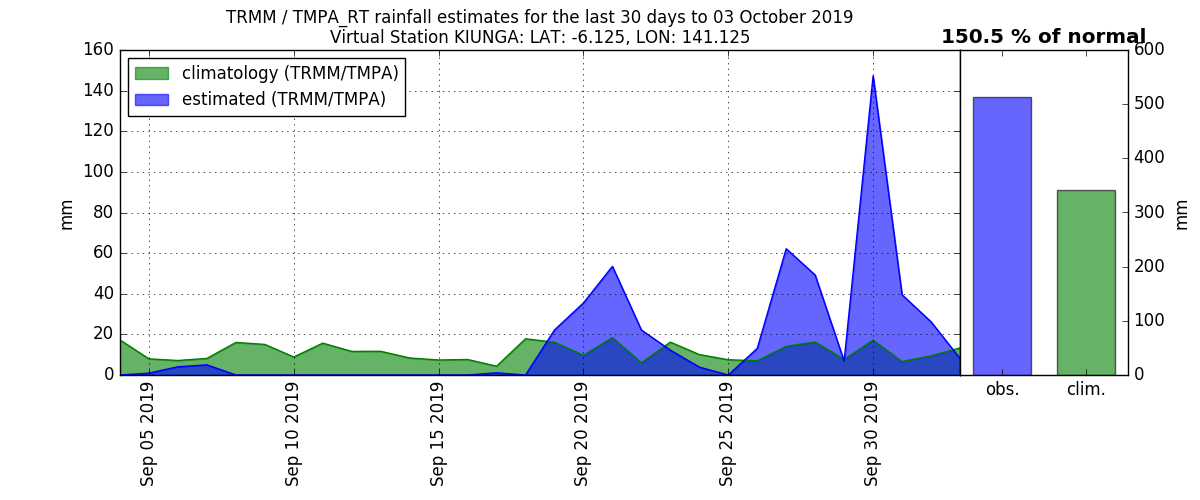 TRMM / TMPA_RT rainfall estimates for the last 30 days to 03 October 2019
Virtual Station KIUNGA: LAT: -6.125, LON: 141.125
150.5 % of normal
climatology (TRMM/TMPA)
estimated (TRMM/TMPA)
160
140
120
100
80
60
40
20
0
mm
Sep 05 2019
Sep 10 2019
Sep 15 2019
Sep 20 2019
Sep 25 2019
Sep 30 2019
600
500
400
300
200
100
0
mm
obs.
clim.